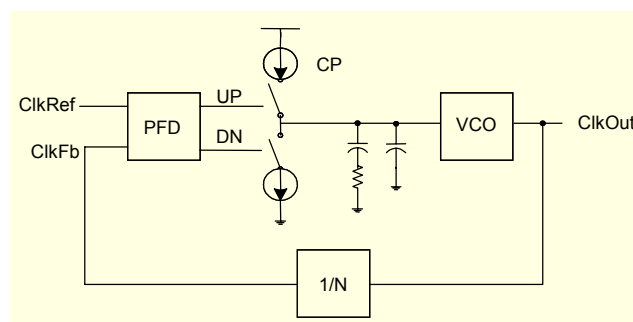 CP
ClkRef
UP
PFD
VCO
ClkOut
DN
ClkFb
1/N